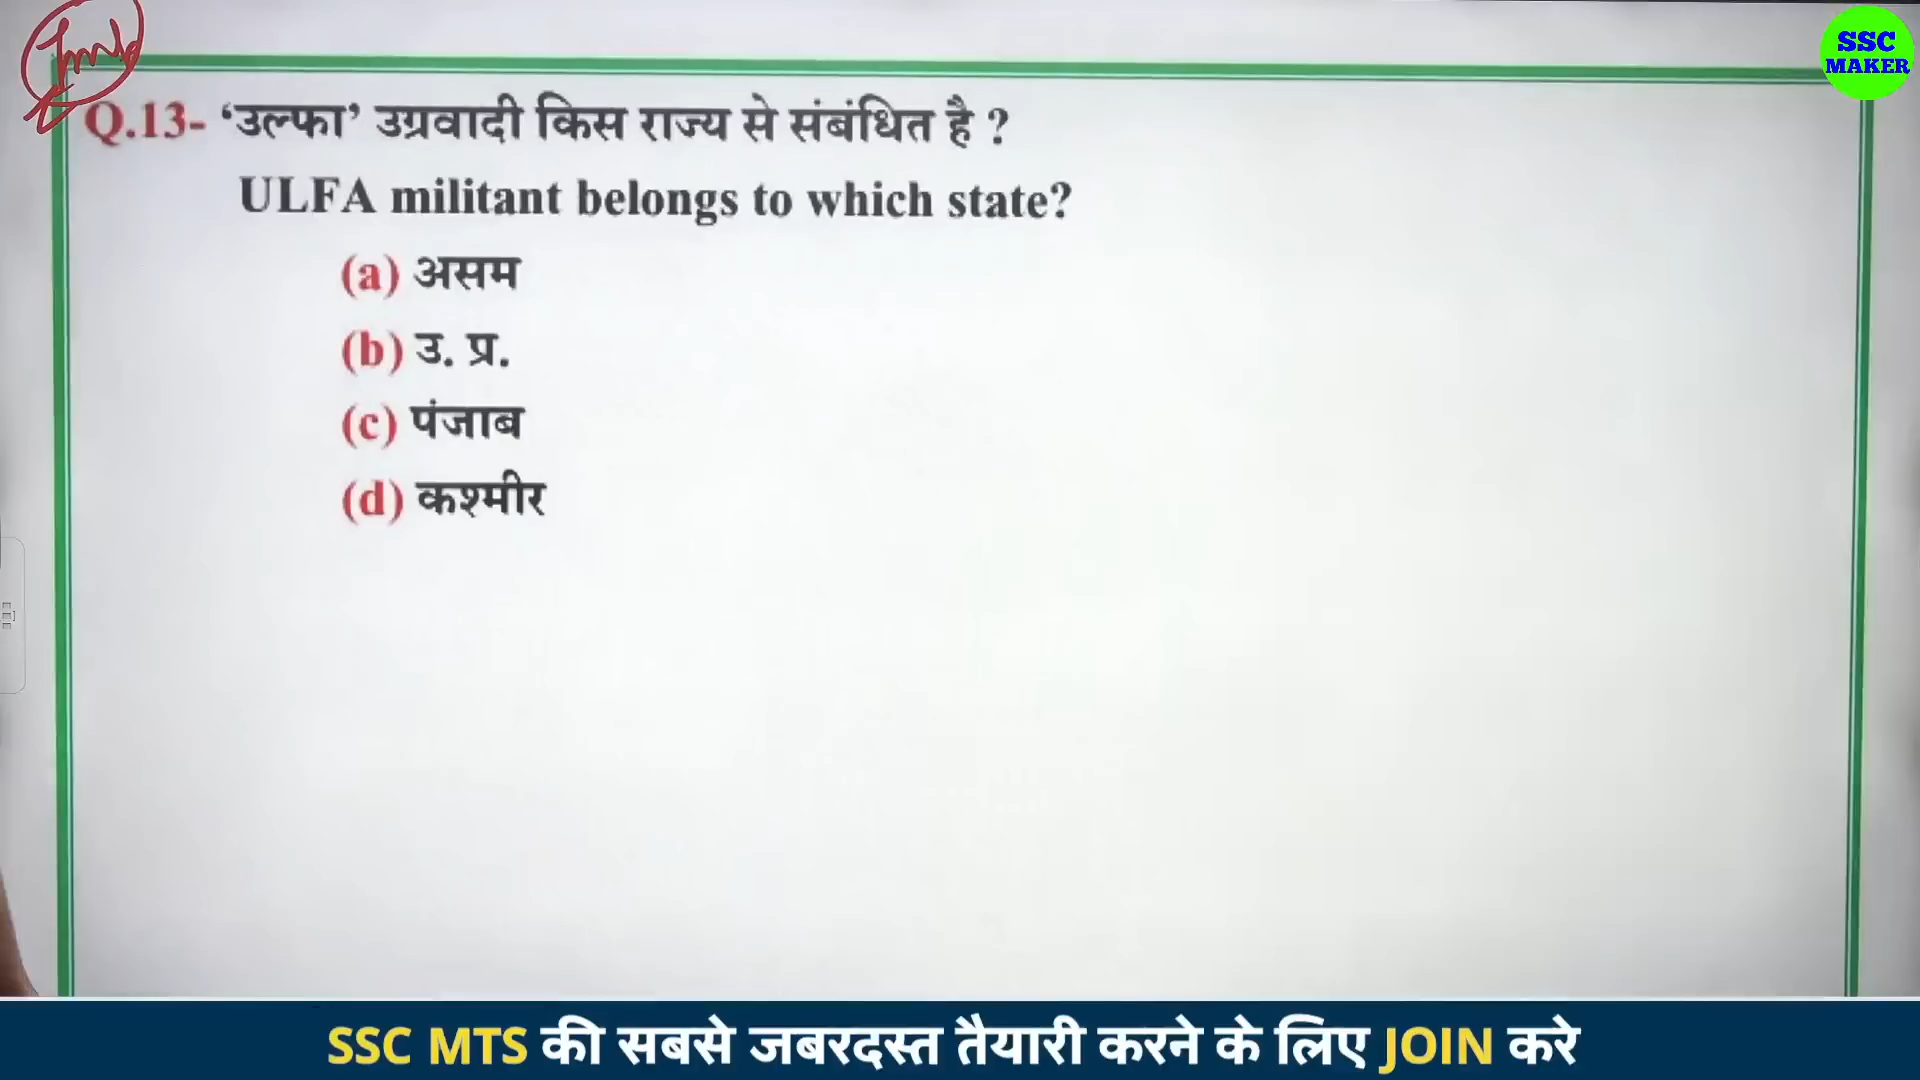 SSC
MAKER
Q.13- ‘उल्फा’ उग्रवादी किस राज्य से संबंधित है ?
ULFA militant belongs to which state?
(a) असम
(b) उ. प्र.
(c) पंजाब
(d) कश्मीर
SSC MTS की सबसे जबरदस्त तैयारी करने के लिए JOIN करे